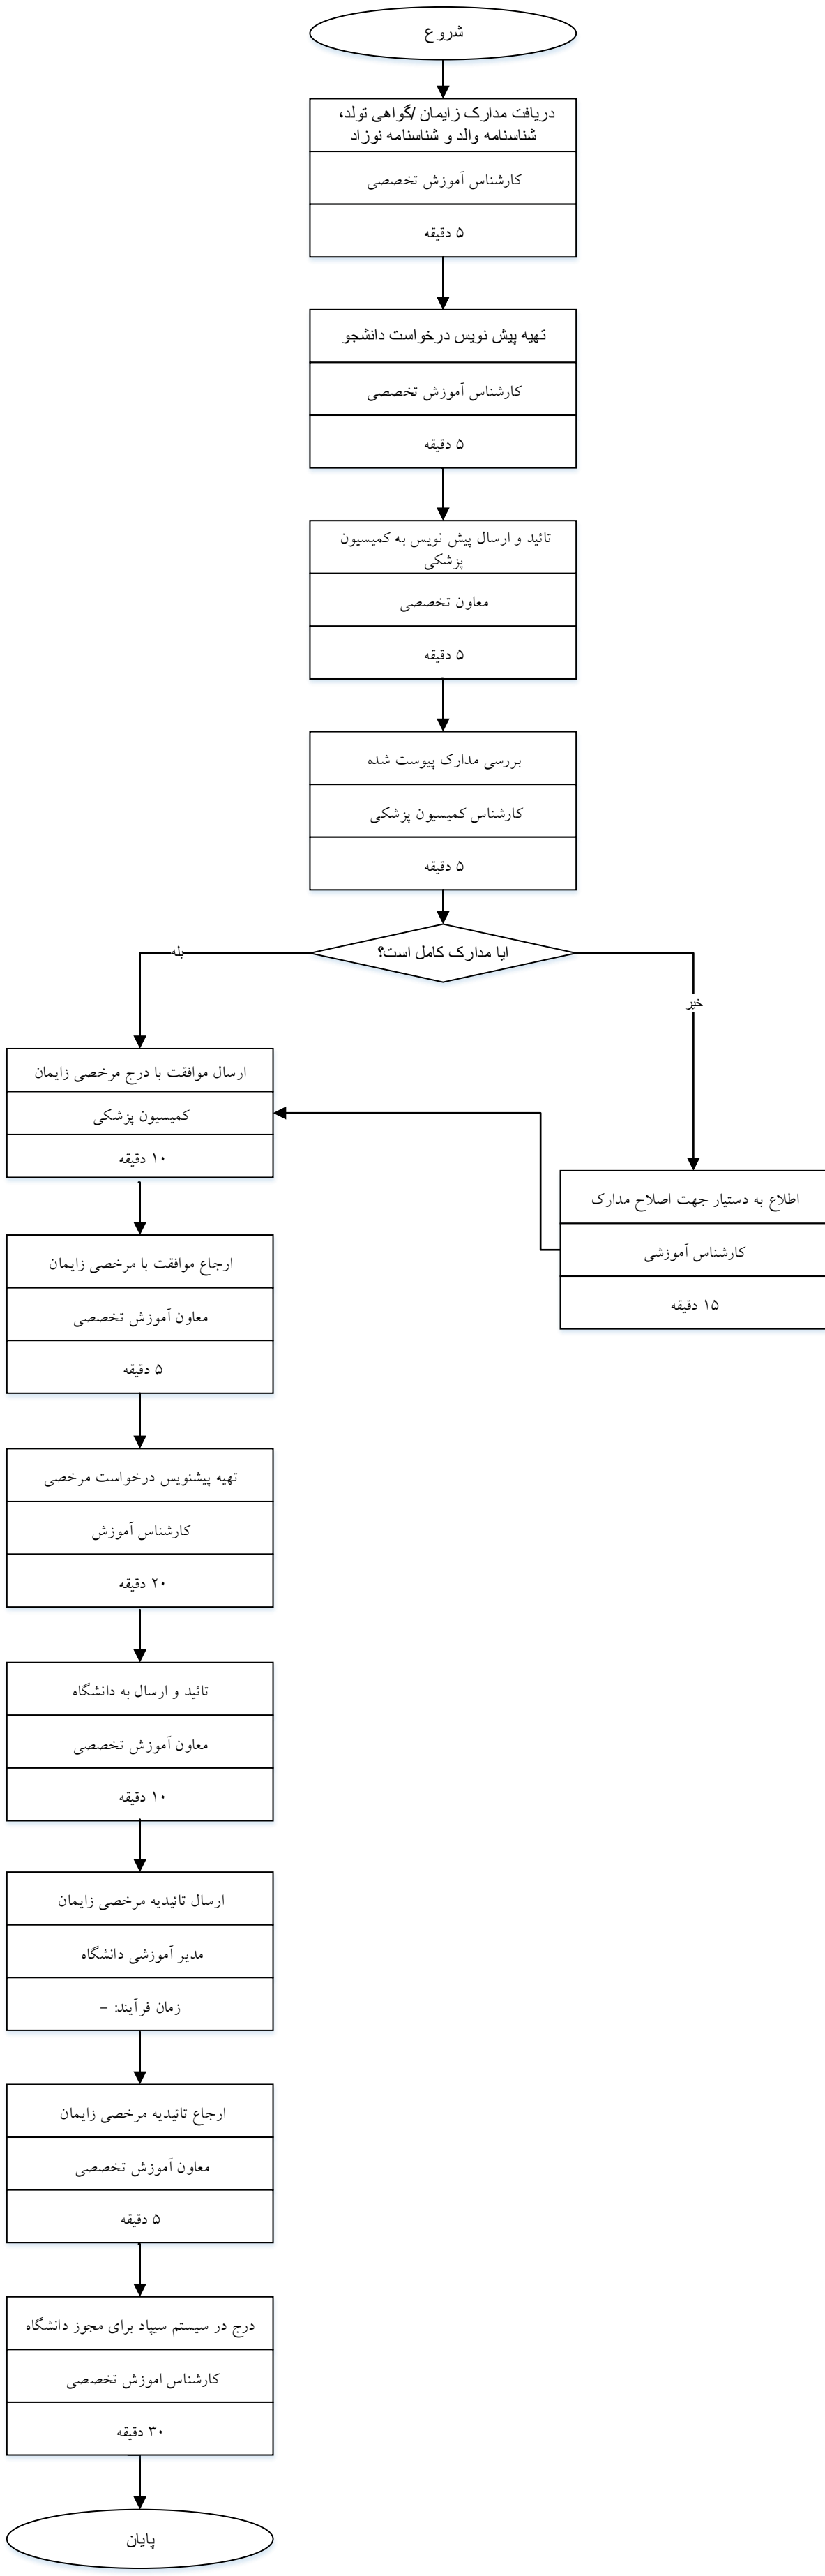 شروع
دریافت مدارک زایمان /گواهی تولد،
شناسنامه والد و شناسنامه نوزاد
کارشناس آموزش تخصصی
۵ دقیقه
تهیه پیش نویس درخواست دانشجو
کارشناس آموزش تخصصی
۵ دقیقه
تائید و ارسال پیش نویس به کمیسیون
پزشکی
معاون تخصصی
۵ دقیقه
بررسی مدارک پیوست شده
کارشناس کمیسیون پزشکی
۵ دقیقه
ایا مدارک کامل است؟
بله
خیر
ارسال موافقت با درج مرخصی زایمان
کمیسیون پزشکی
۱۰ دقیقه
اطلاع به دستیار جهت اصلاح مدارک
کارشناس آموزشی
۱۵ دقیقه
ارجاع موافقت با مرخصی زایمان
معاون آموزش تخصصی
۵ دقیقه
تهیه پیشنویس درخواست مرخصی
کارشناس آموزش
۲۰ دقیقه
تائید و ارسال به دانشگاه
معاون آموزش تخصصی
۱۰ دقیقه
ارسال تائیدیه مرخصی زایمان
مدیر آموزشی دانشگاه
زمان فرآیند: -
ارجاع تائیدیه مرخصی زایمان
معاون آموزش تخصصی
۵ دقیقه
درج در سیستم سیپاد برای مجوز دانشگاه
کارشناس اموزش تخصصی
۳۰ دقیقه
پایان